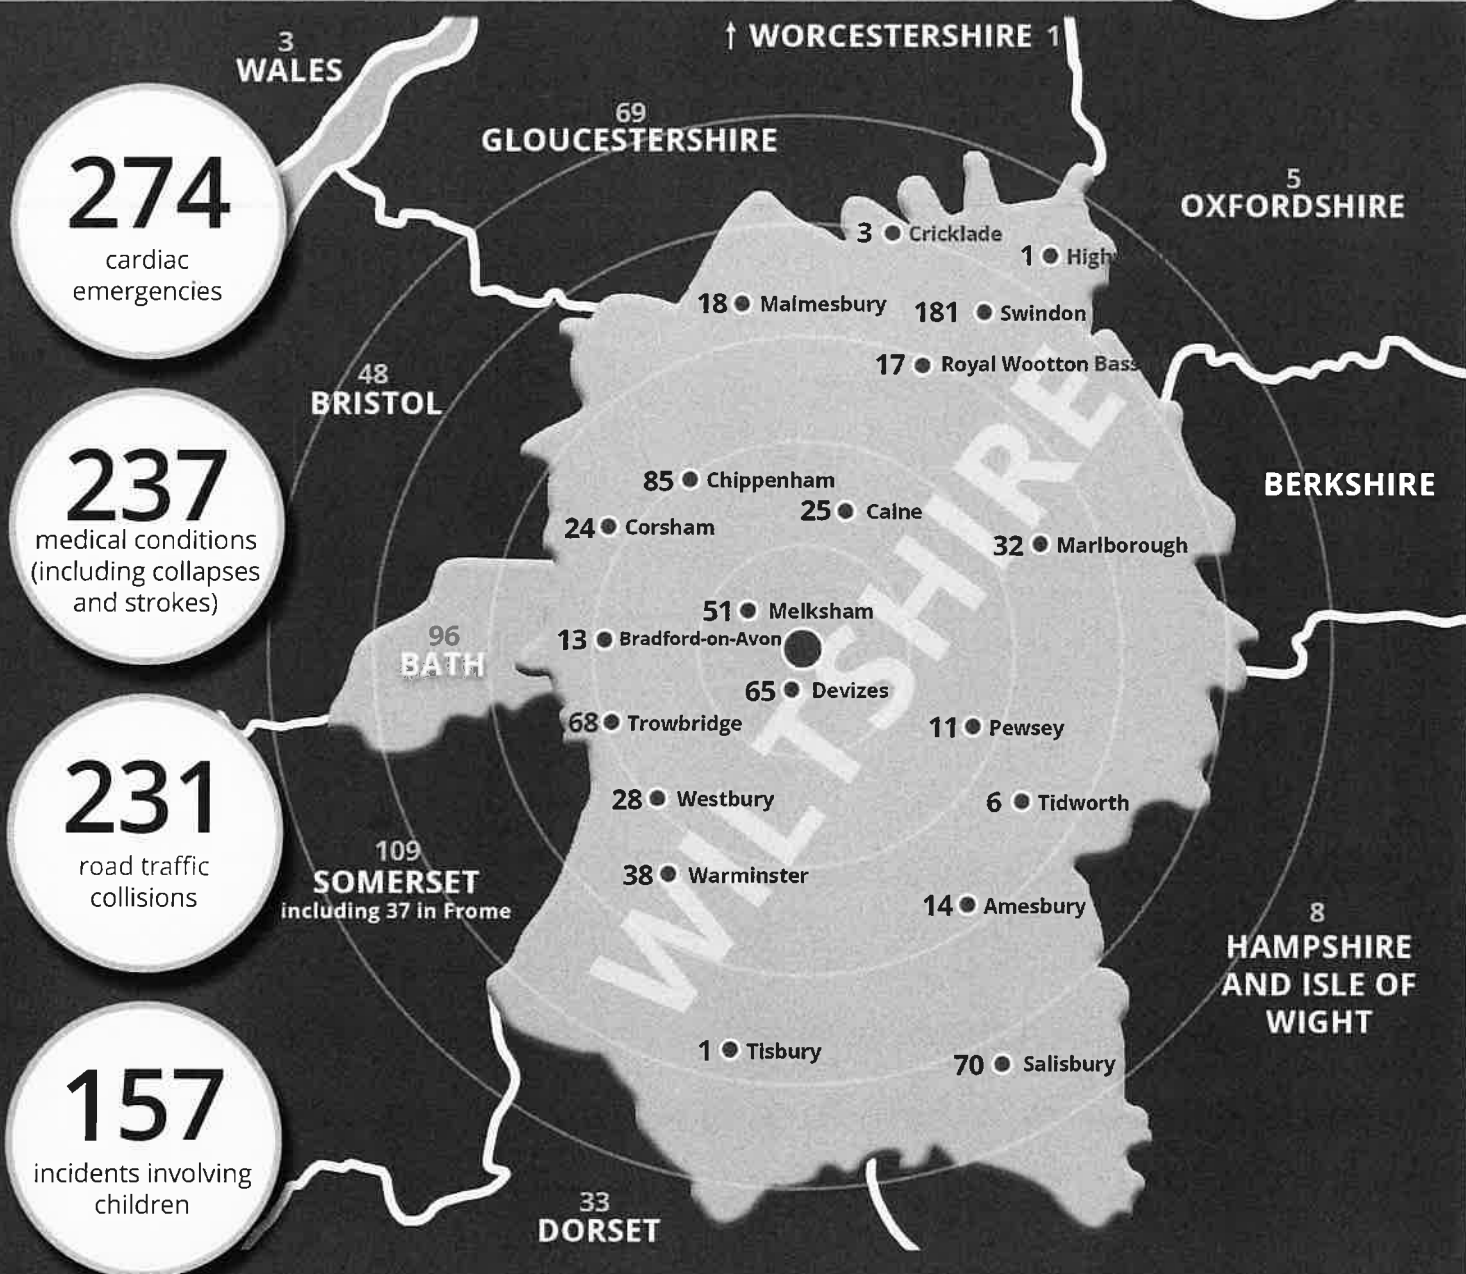 3
WALES
↑ WORCESTERSHIRE 1
69
GLOUCESTERSHIRE
5
OXFORDSHIRE
274
cardiac
emergencies
3 Cricklade
1 High
18 Malmesbury
181 Swindon
17 Royal Wootton Bass
48
BRISTOL
237
medical conditions
(including collapses
and strokes)
85 Chippenham
25 Calne
24 Corsham
32 Marlborough
BERKSHIRE
WILTSHIRE
51 Melksham
13 Bradford-on-Avon
96
BATH
65 Devizes
68 Trowbridge
11 Pewsey
28 Westbury
6 Tidworth
231
road traffic
collisions
109
SOMERSET
including 37 in Frome
38 Warminster
14 Amesbury
8
HAMPSHIRE
AND ISLE OF
WIGHT
1 Tisbury
70 Salisbury
157
incidents involving
children
33
DORSET